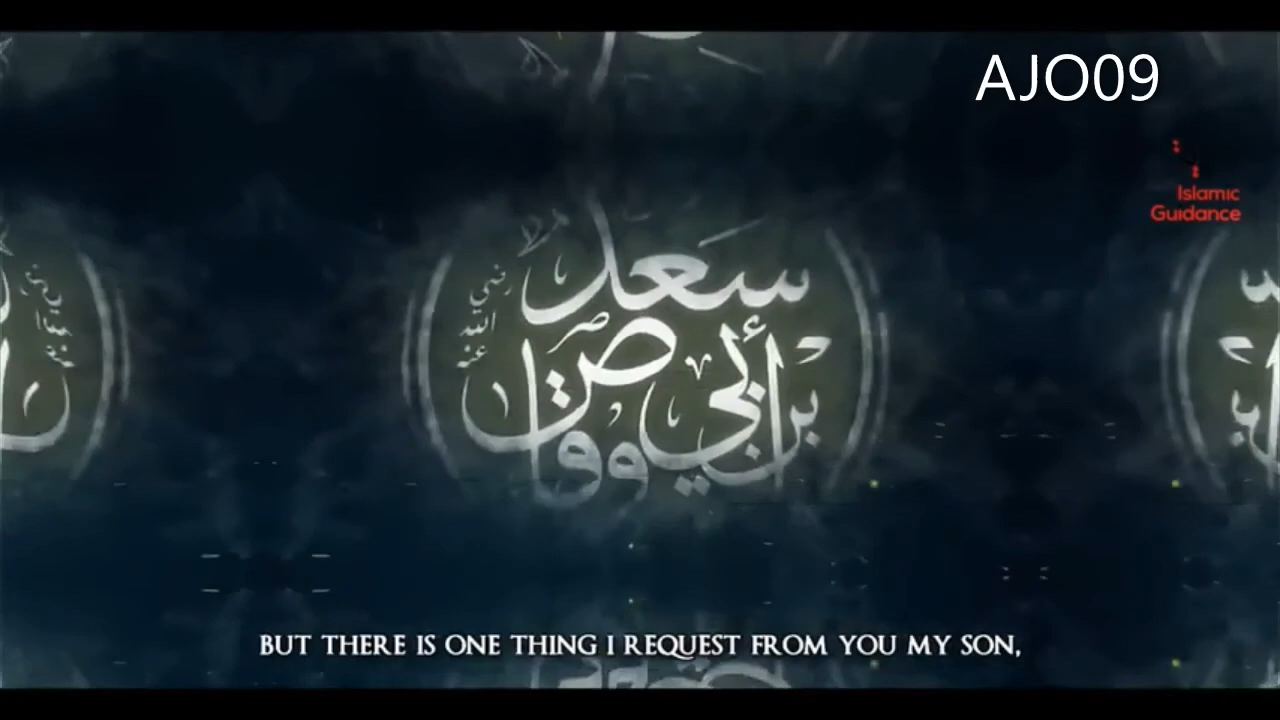 AJO09
Islamic
Guidance
سَعد
بن أبي وقاص
رضي
الله
عنه
BUT THERE IS ONE THING I REQUEST FROM YOU MY SON,